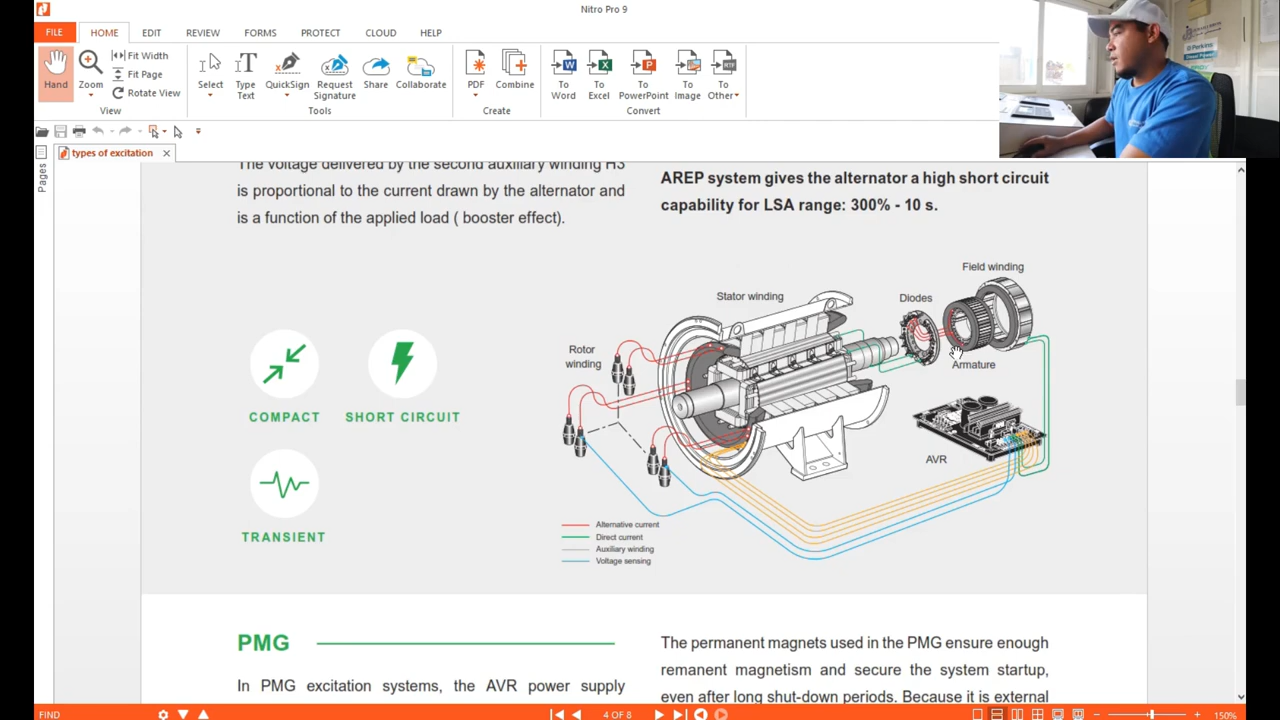 Nitro Pro 9
FILE
HOME
EDIT
REVIEW
FORMS
PROTECT
CLOUD
HELP
Hand
Zoom
Fit Width
Fit Page
Rotate View
View
Select
Type
Text
QuickSign
Request
Signature
Share
Collaborate
Tools
PDF
Combine
Create
To
Word
To
Excel
To
PowerPoint
To
Image
To
Other
Convert
Perkins
types of excitation
Pages
The voltage delivered by the second auxiliary winding H3
is proportional to the current drawn by the alternator and
is a function of the applied load ( booster effect).
AREP system gives the alternator a high short circuit
capability for LSA range: 300% - 10 s.
COMPACT
SHORT CIRCUIT
TRANSIENT
Field winding
Stator winding
Diodes
Rotor
winding
Armature
AVR
Alternative current
Direct current
Auxiliary winding
Voltage sensing
PMG
In PMG excitation systems, the AVR power supply
The permanent magnets used in the PMG ensure enough
remanent magnetism and secure the system startup,
even after long shut-down periods. Because it is external
FIND
4 OF 8
150%